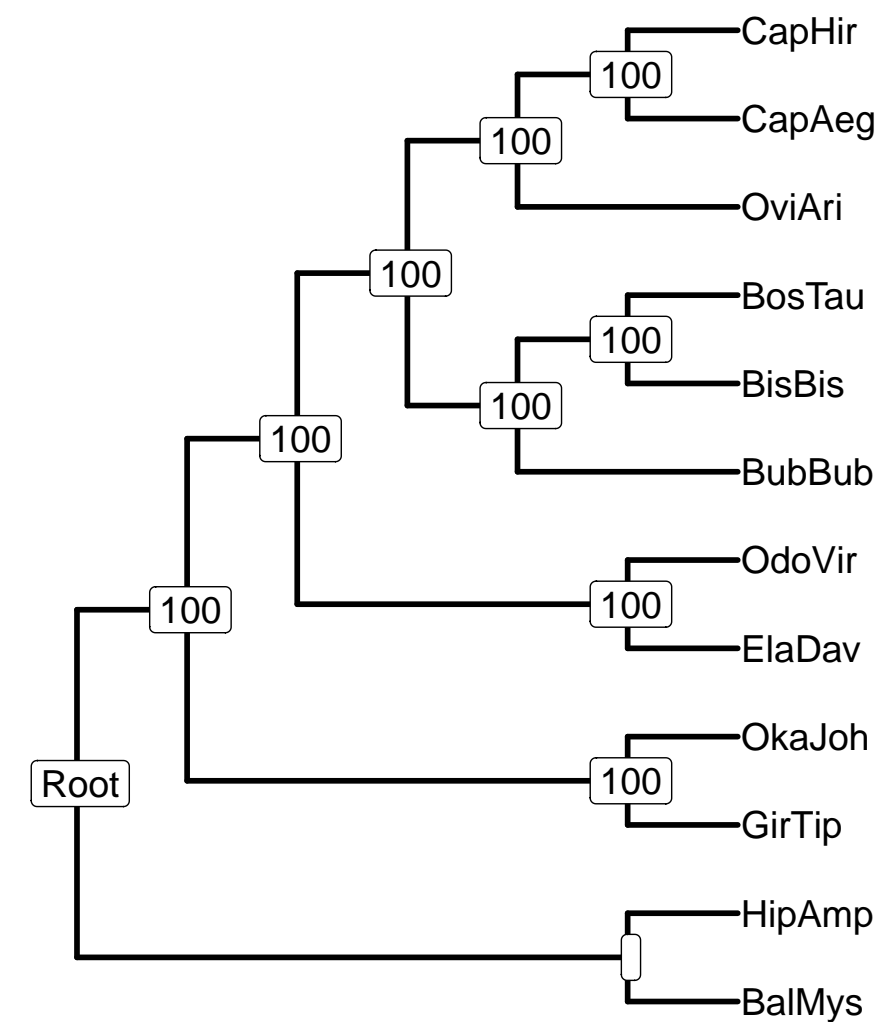 CapHir
100
CapAeg
100
OviAri
100
BosTau
100
BisBis
100
100
BubBub
OdoVir
100
100
ElaDav
OkaJoh
Root
100
GirTip
HipAmp
BalMys